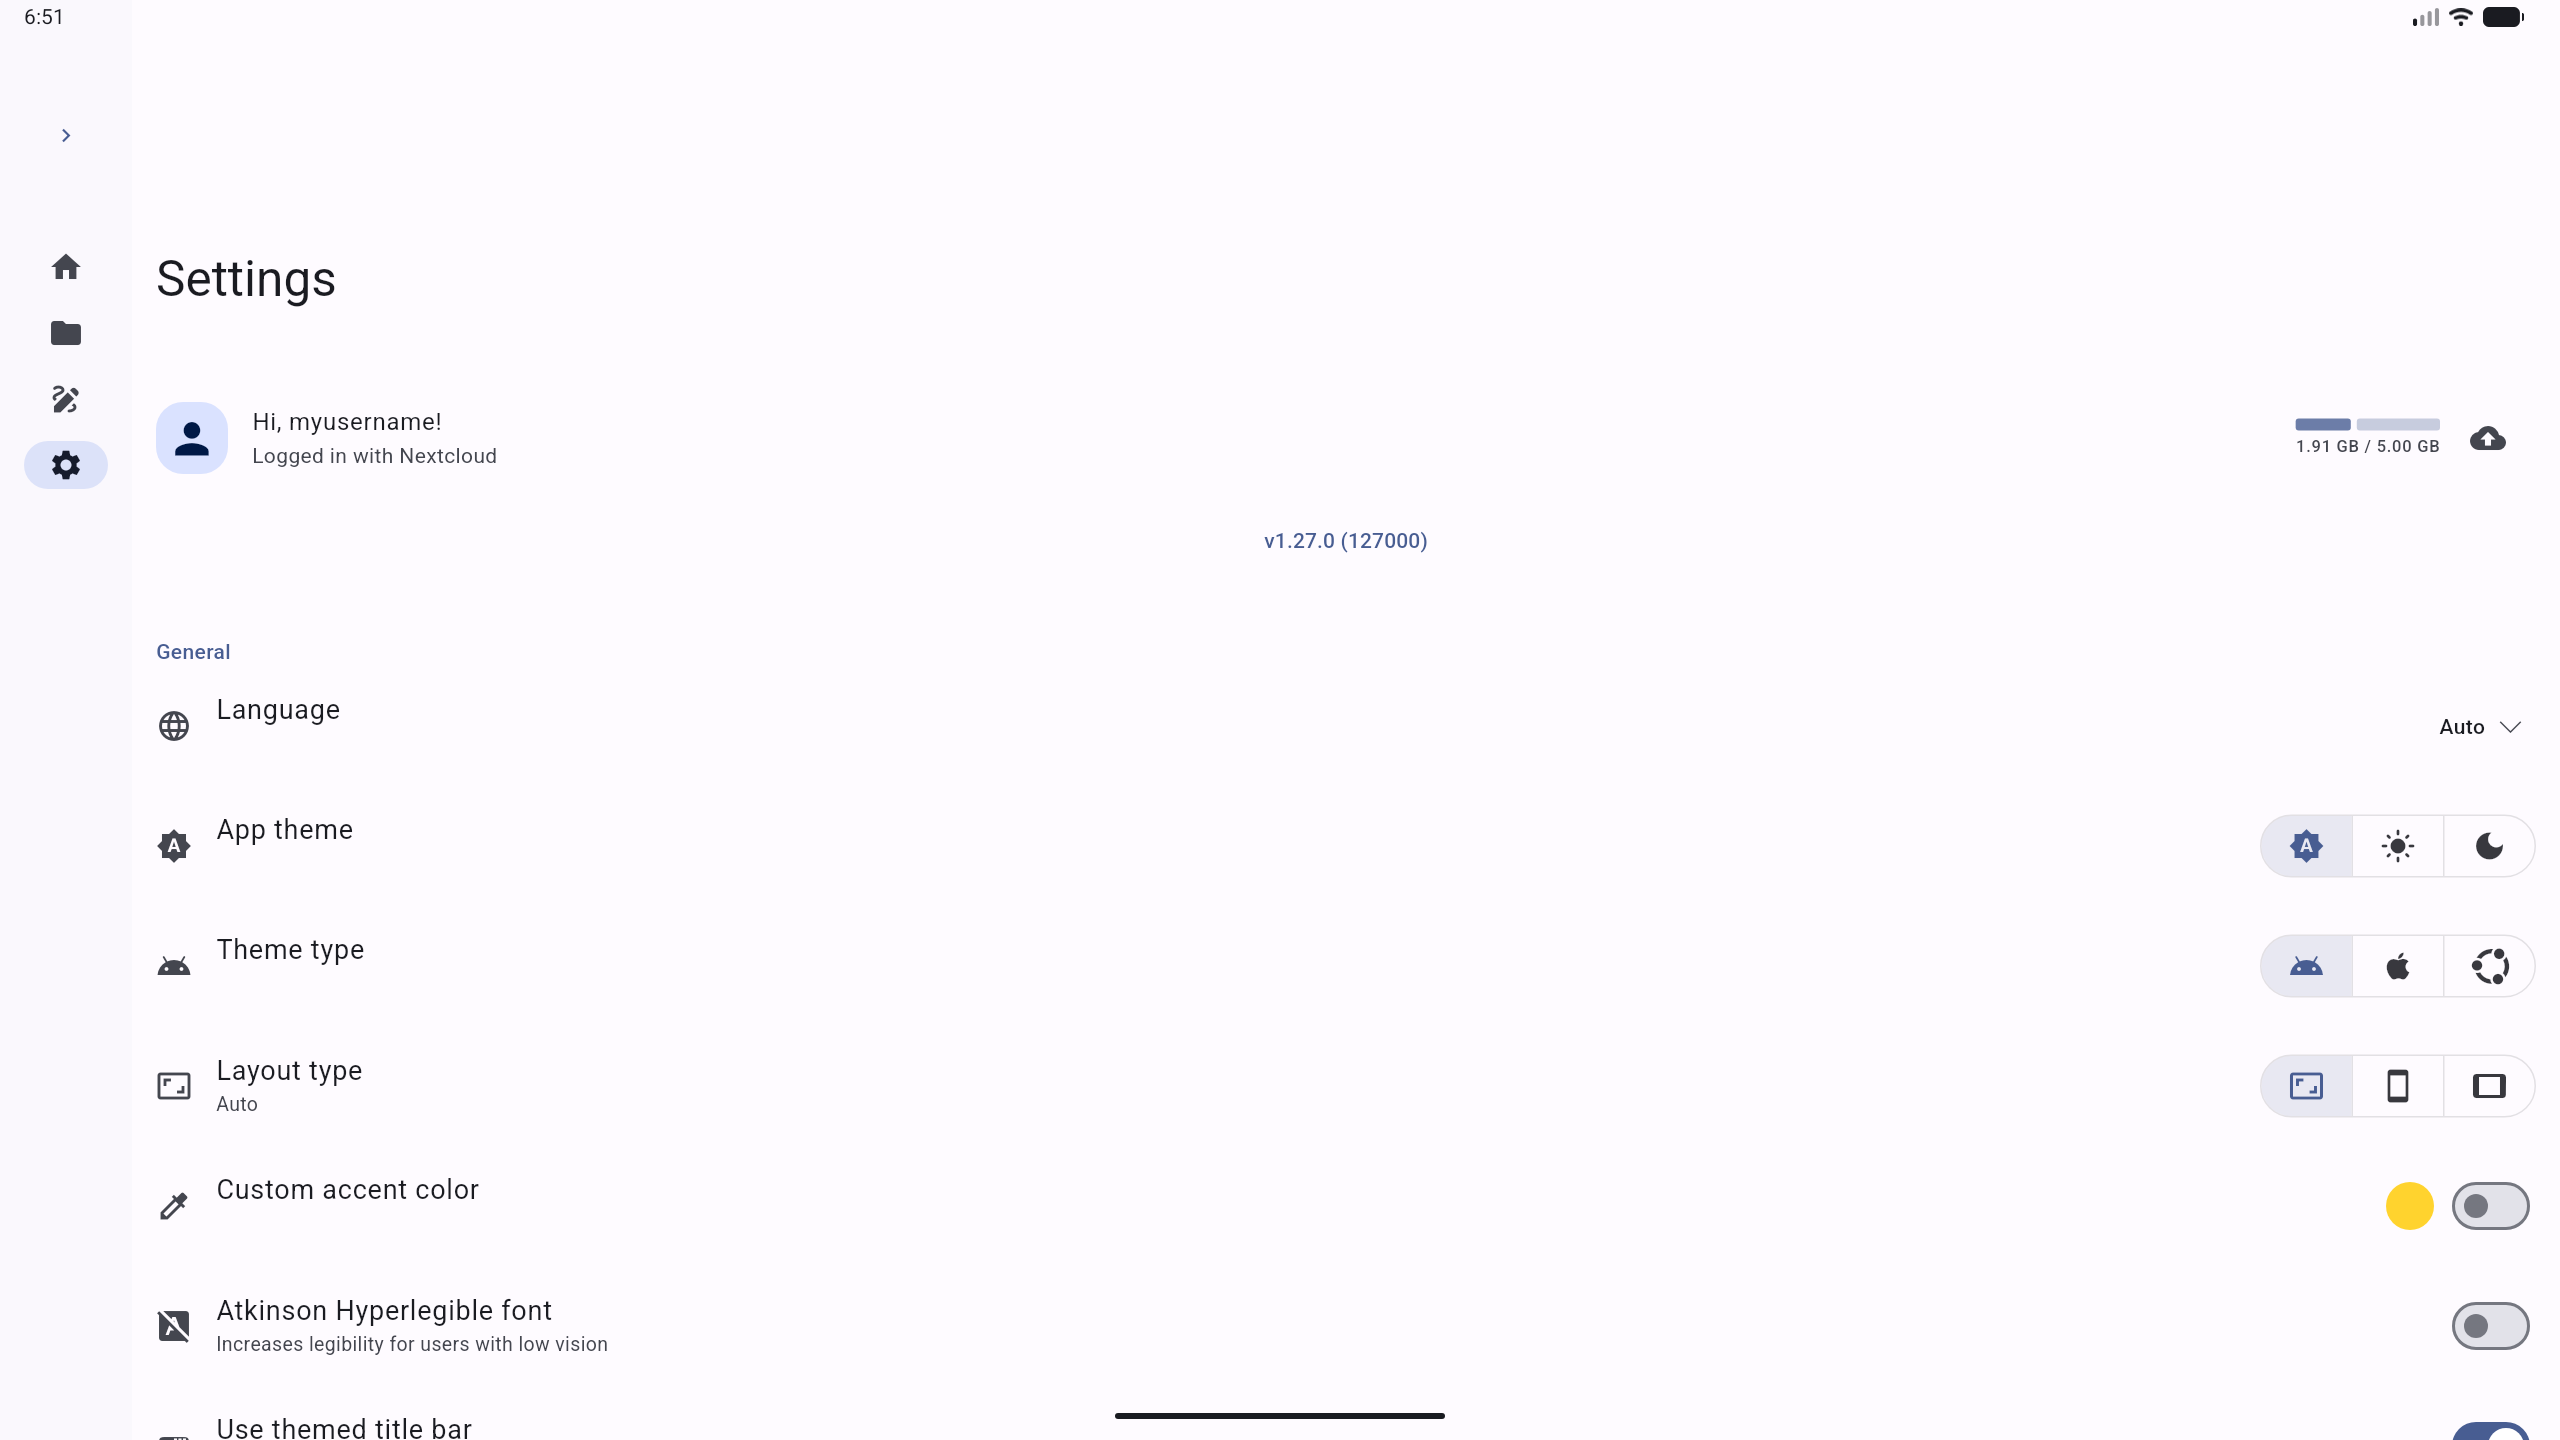 6:51
Settings
Hi, myusername!
Logged in with Nextcloud
1.91 GB / 5.00 GB
v1.27.0 (127000)
General
Language
Auto
App theme
Theme type
Layout type
Auto
Custom accent color
Atkinson Hyperlegible font
Increases legibility for users with low vision
Use themed title bar